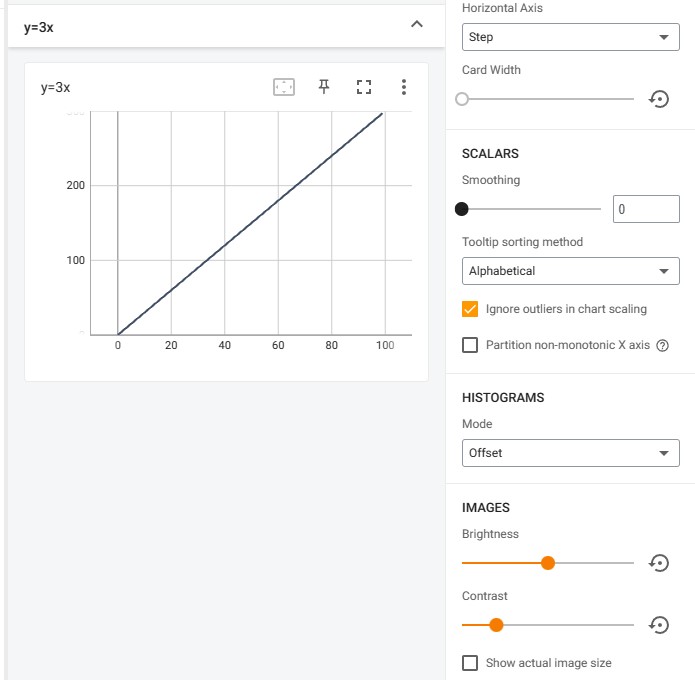 y=3x
y=3x
200
100
0 20 40 60 80 100
Horizontal Axis
Step
Card Width
SCALARS
Smoothing
0
Tooltip sorting method
Alphabetical
Ignore outliers in chart scaling
Partition non-monotonic X axis
HISTOGRAMS
Mode
Offset
IMAGES
Brightness
Contrast
Show actual image size